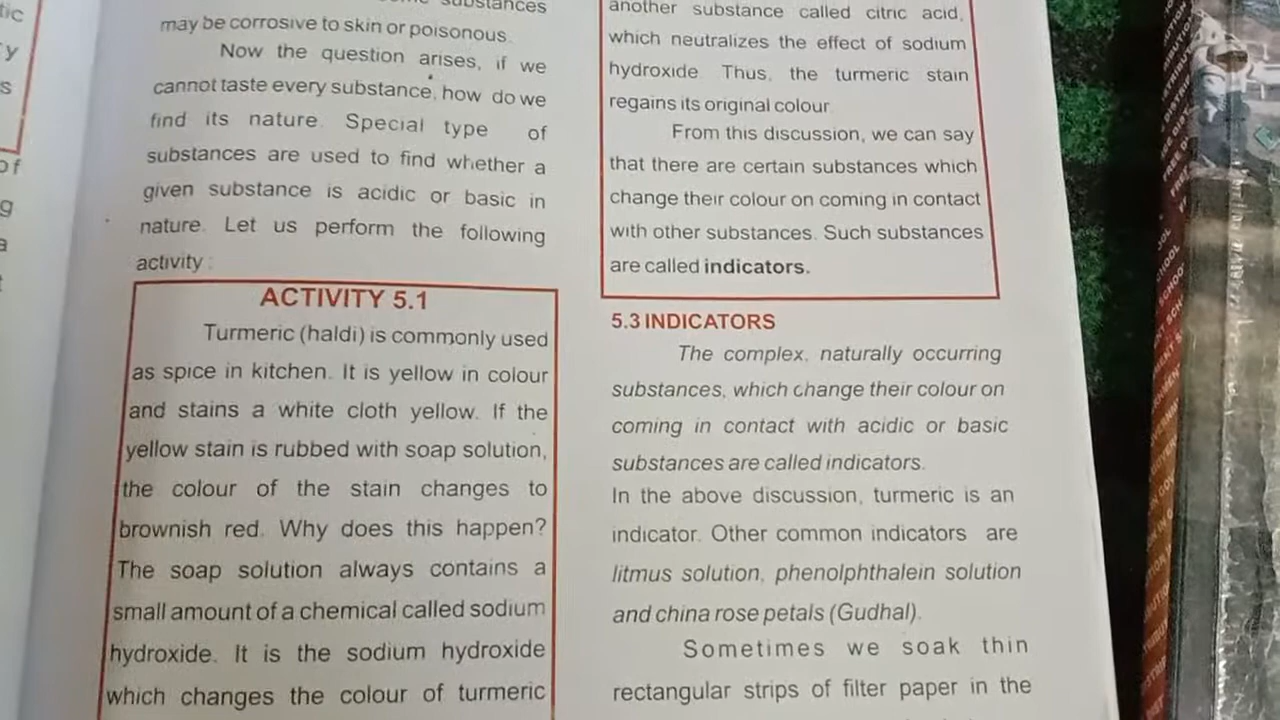 tic
y
s
of
g
a
substances
may be corrosive to skin or poisonous.
Now the question arises, if we
cannot taste every substance, how do we
find its nature. Special type of
substances are used to find whether a
given substance is acidic or basic in
nature. Let us perform the following
activity :
ACTIVITY 5.1
Turmeric (haldi) is commonly used
as spice in kitchen. It is yellow in colour
and stains a white cloth yellow. If the
yellow stain is rubbed with soap solution,
the colour of the stain changes to
brownish red. Why does this happen?
The soap solution always contains a
small amount of a chemical called sodium
hydroxide. It is the sodium hydroxide
which changes the colour of turmeric
another substance called citric acid,
which neutralizes the effect of sodium
hydroxide. Thus, the turmeric stain
regains its original colour.
From this discussion, we can say
that there are certain substances which
change their colour on coming in contact
with other substances. Such substances
are called indicators.
5.3 INDICATORS
The complex, naturally occurring
substances, which change their colour on
coming in contact with acidic or basic
substances are called indicators.
In the above discussion, turmeric is an
indicator. Other common indicators are
litmus solution, phenolphthalein solution
and china rose petals (Gudhal).
Sometimes we soak thin
rectangular strips of filter paper in the